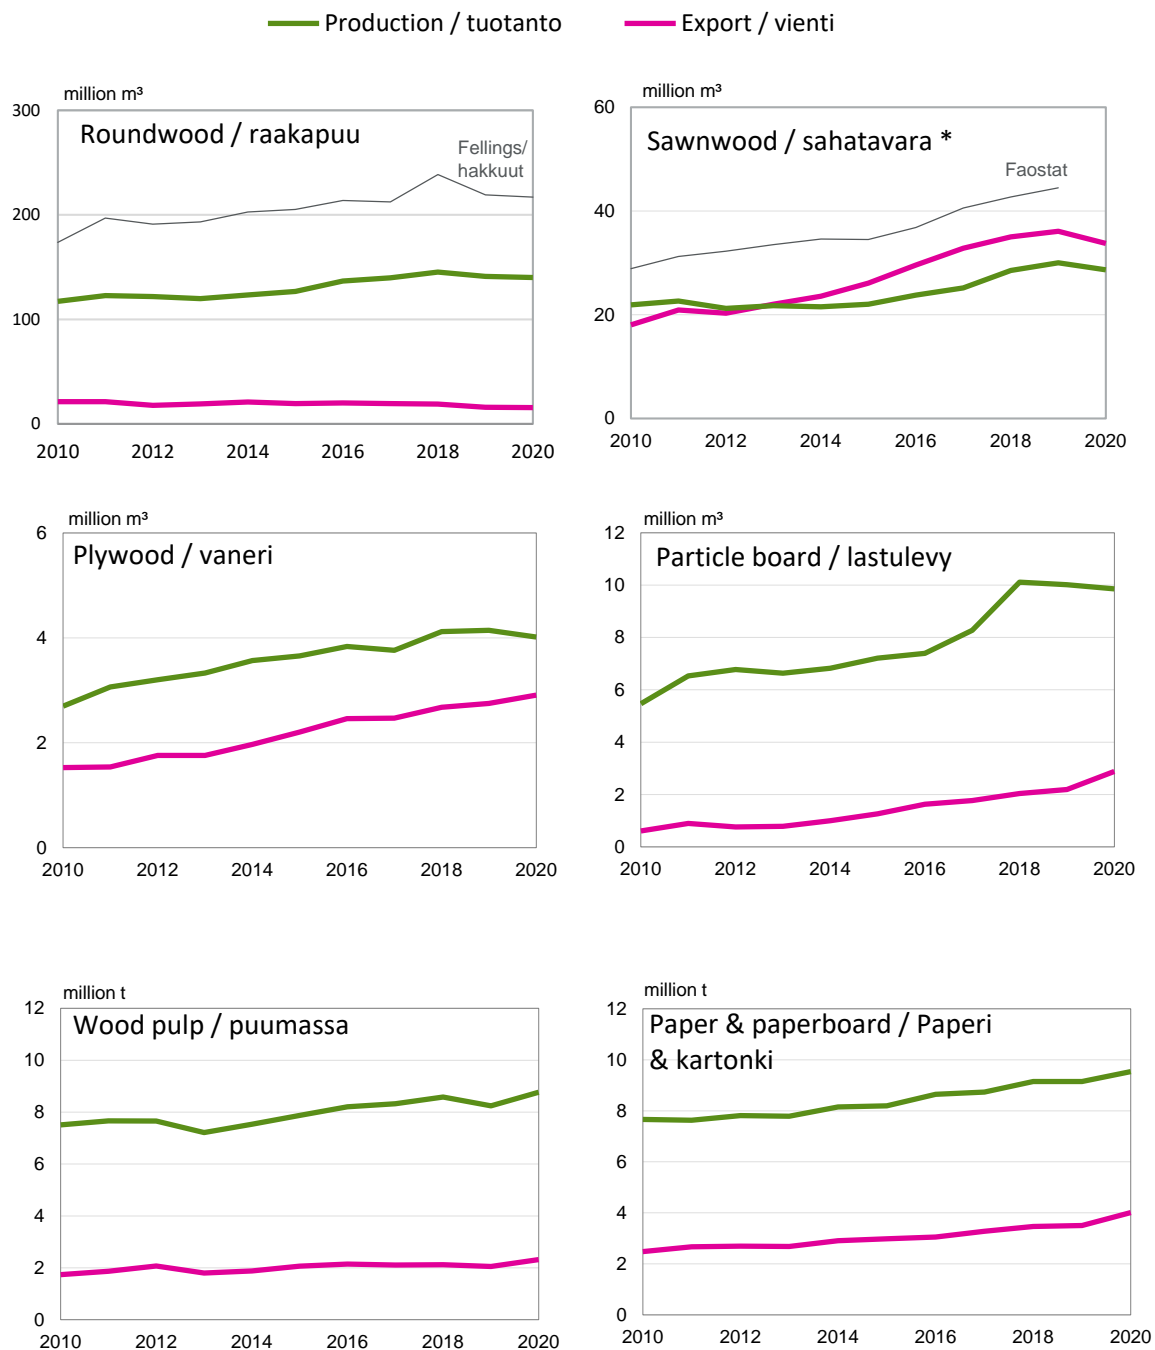 Production / tuotanto
Export / vienti
million m³
Roundwood / raakapuu
Fellings/
hakkuut
300
200
100
0
2010 2012 2014 2016 2018 2020
million m³
Sawnwood / sahatavara *
Faostat
60
40
20
0
2010 2012 2014 2016 2018 2020
million m³
Plywood / vaneri
6
4
2
0
2010 2012 2014 2016 2018 2020
million m³
Particle board / lastulevy
12
10
8
6
4
2
0
2010 2012 2014 2016 2018 2020
million t
Wood pulp / puumassa
12
10
8
6
4
2
0
2010 2012 2014 2016 2018 2020
million t
Paper & paperboard / Paperi
& kartonki
12
10
8
6
4
2
0
2010 2012 2014 2016 2018 2020